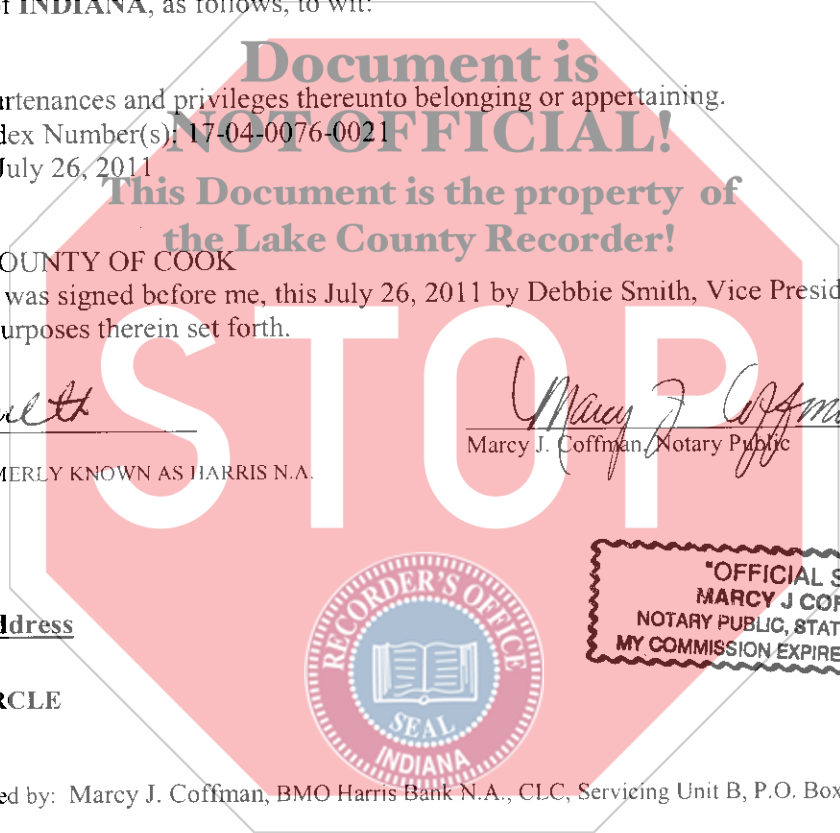 INDIANA, as follows, to wit:
Document is
artenances and privileges thereunto belonging or appertaining.
NOT OFFICIAL!
dex Number(s): 17-04-0076-0021
July 26, 2011
This Document is the property of
the Lake County Recorder!
OUNTY OF COOK
was signed before me, this July 26, 2011 by Debbie Smith, Vice Presid
urposes therein set forth.
STOP
Marcy J Coffm
Marcy J. Coffman, Notary Public
MERLY KNOWN AS HARRIS N.A.
"OFFICIAL S
MARCY J COF
NOTARY PUBLIC, STAT
MY COMMISSION EXPIRE
RECORDER'S OFFICE
SEAL
INDIANA
ddress
RCLE
ed by: Marcy J. Coffman, BMO Harris Bank N.A., CLC, Servicing Unit B, P.O. Box